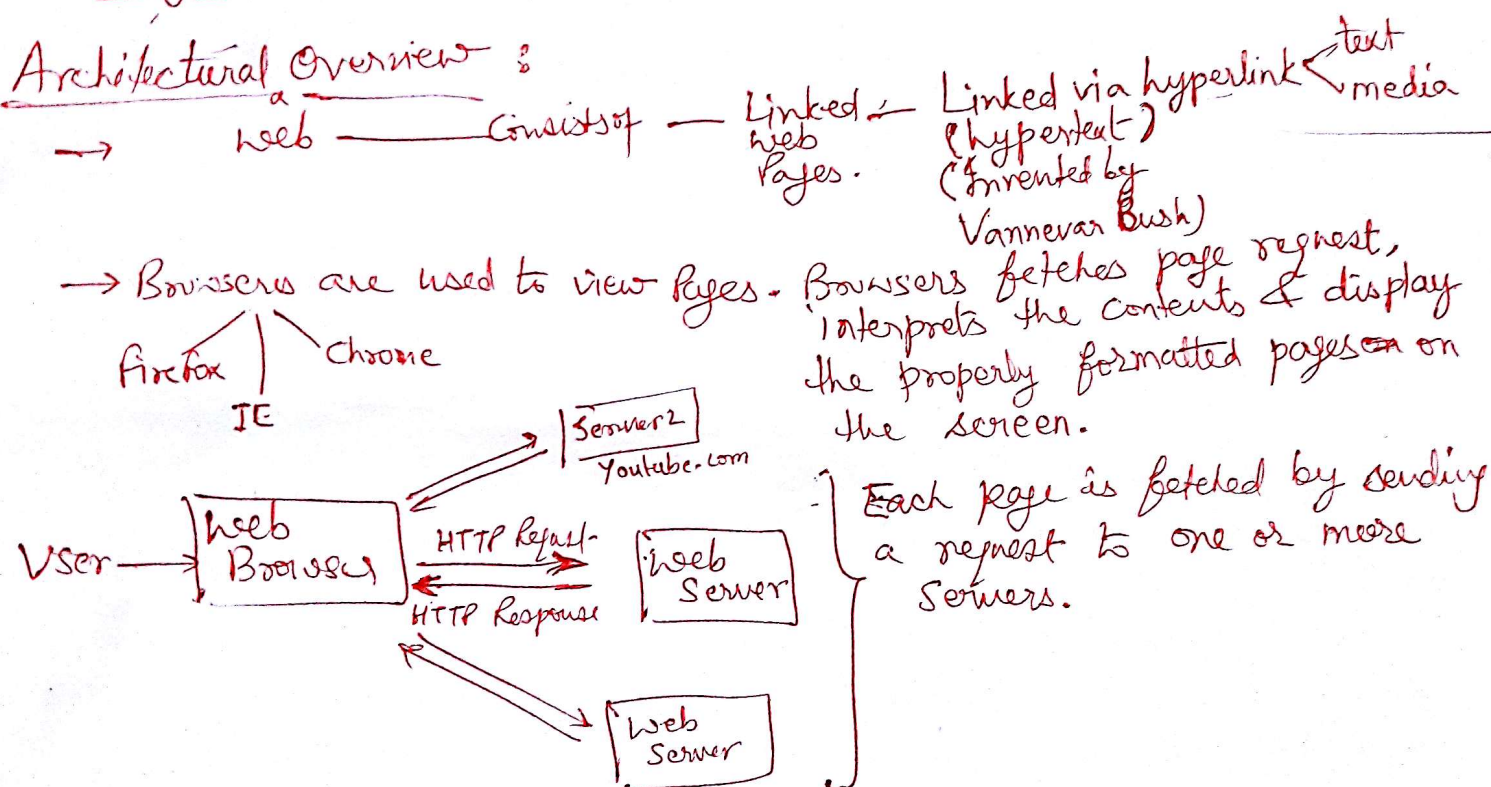 Architectural Overview :
→ Web — Consists of — Linked — Linked via hyperlink < text
media
Web
Pages.
(hypertext)
(Invented by
Vannevar Bush)
→ Browsers are used to view Pages. Browsers fetches page request,
interprets the contents & display
the properly formatted pages on
the screen.
Firefox
IE
Chrome
Server2
Youtube.com
User
Web
Browser
HTTP Request
HTTP Response
Web
Server
Web
Server
Each page is fetched by sending
a request to one or more
Servers.